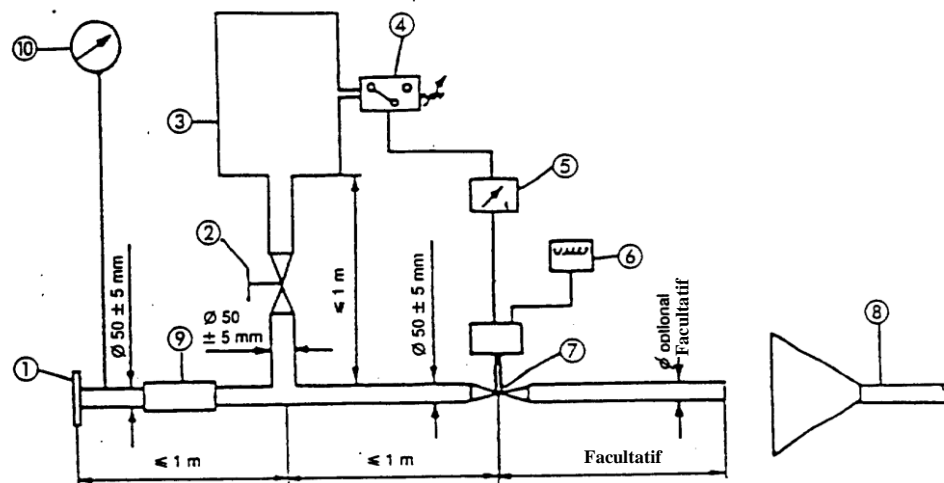 ⑩
④
③
⑤
②
⑥
≤ 1 m
Ø 50 ± 5 mm
Ø 50 ± 5 mm
Ø 50
± 5 mm
Ø optional
Facultatif
⑨
⑦
⑧
①
≤ 1 m
≤ 1 m
Facultatif